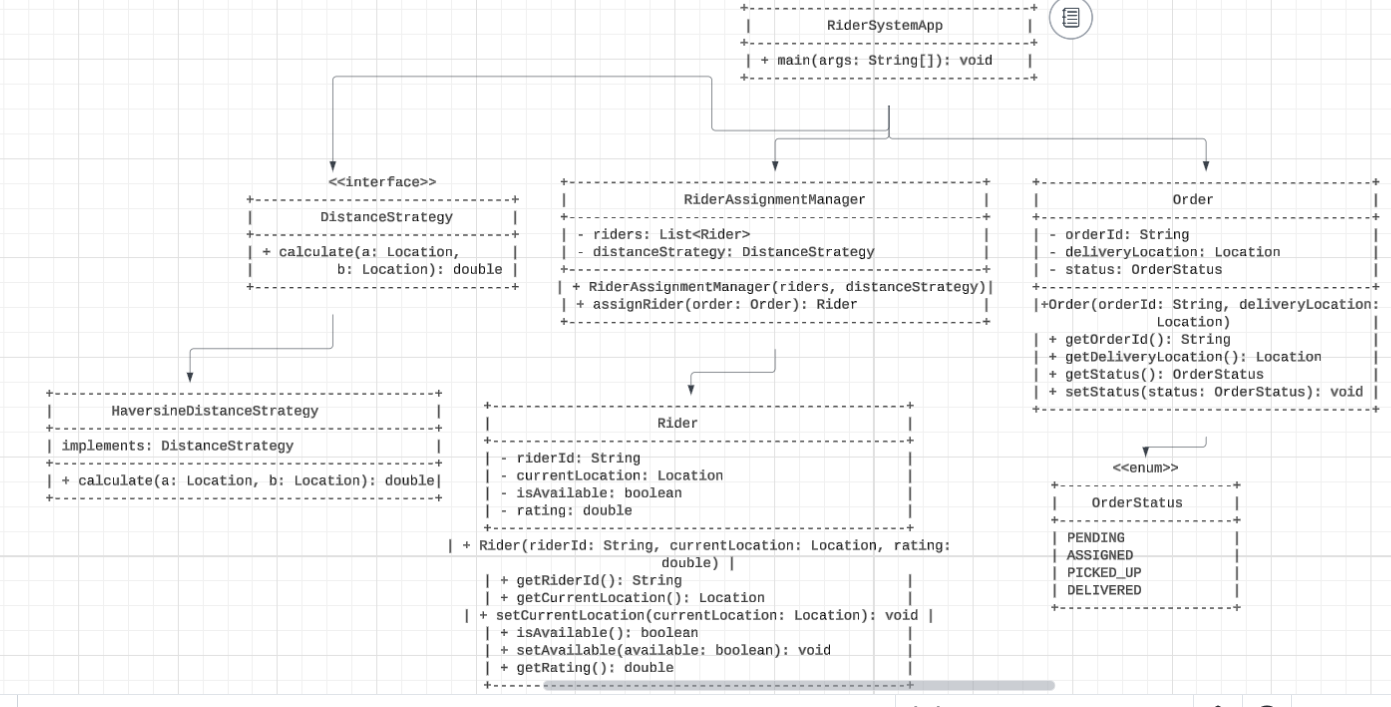 RiderSystemApp
+ main(args: String[]): void
<<interface>>
DistanceStrategy
+ calculate(a: Location,
b: Location): double
RiderAssignmentManager
- riders: List<Rider>
- distanceStrategy: DistanceStrategy
+ RiderAssignmentManager(riders, distanceStrategy)
+ assignRider(order: Order): Rider
Order
- orderId: String
- deliveryLocation: Location
- status: OrderStatus
+Order(orderId: String, deliveryLocation:
Location)
+ getOrderId(): String
+ getDeliveryLocation(): Location
+ getStatus(): OrderStatus
+ setStatus(status: OrderStatus): void
HaversineDistanceStrategy
implements: DistanceStrategy
+ calculate(a: Location, b: Location): double
Rider
- riderId: String
- currentLocation: Location
- isAvailable: boolean
- rating: double
+ Rider(riderId: String, currentLocation: Location, rating:
double)
+ getRiderId(): String
+ getCurrentLocation(): Location
+ setCurrentLocation(currentLocation: Location): void
+ isAvailable(): boolean
+ setAvailable(available: boolean): void
+ getRating(): double
<<enum>>
OrderStatus
PENDING
ASSIGNED
PICKED_UP
DELIVERED